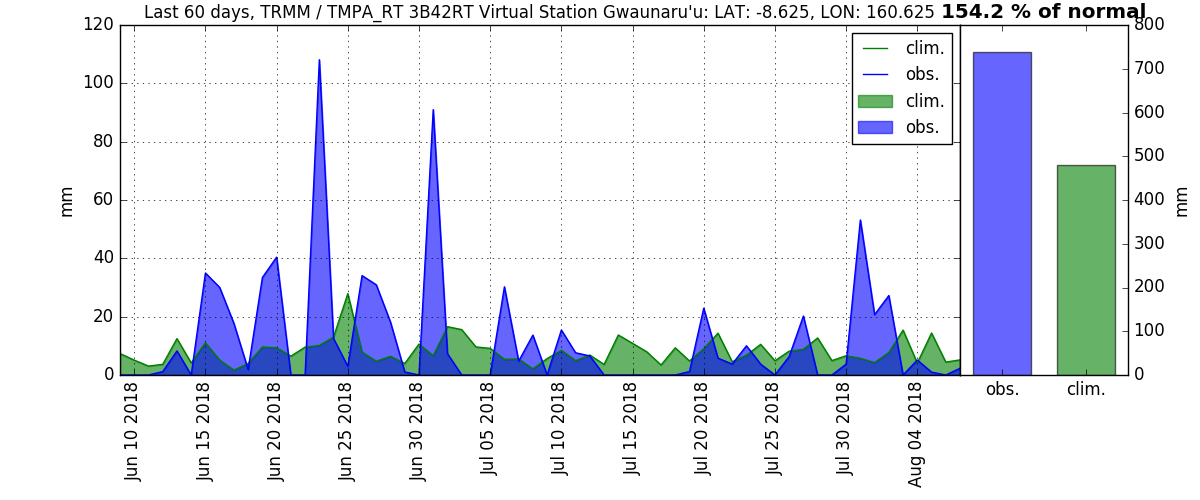 Last 60 days, TRMM / TMPA_RT 3B42RT Virtual Station Gwaunaru'u: LAT: -8.625, LON: 160.625 154.2 % of normal
120
100
80
60
40
20
0
mm
clim.
obs.
clim.
obs.
Jun 10 2018
Jun 15 2018
Jun 20 2018
Jun 25 2018
Jun 30 2018
Jul 05 2018
Jul 10 2018
Jul 15 2018
Jul 20 2018
Jul 25 2018
Jul 30 2018
Aug 04 2018
800
700
600
500
400
300
200
100
0
mm
obs.
clim.